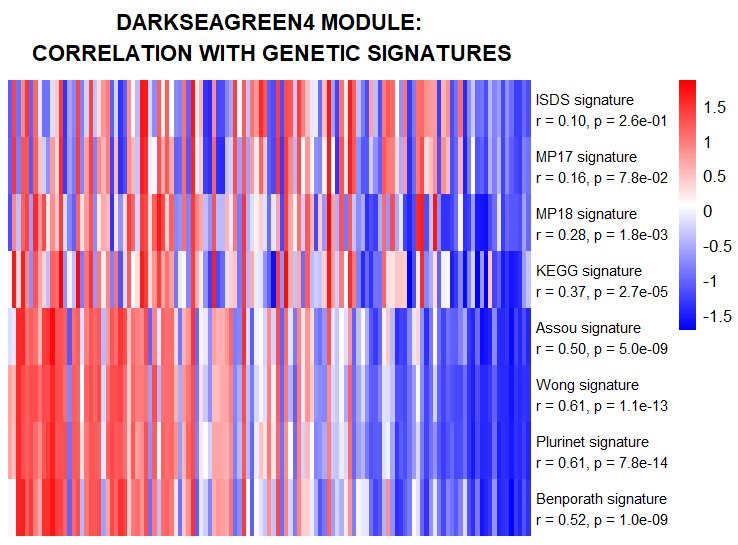 DARKSEAGREEN4 MODULE:
CORRELATION WITH GENETIC SIGNATURES
ISDS signature
r = 0.10, p = 2.6e-01
MP17 signature
r = 0.16, p = 7.8e-02
MP18 signature
r = 0.28, p = 1.8e-03
KEGG signature
r = 0.37, p = 2.7e-05
Assou signature
r = 0.50, p = 5.0e-09
Wong signature
r = 0.61, p = 1.1e-13
Plurinet signature
r = 0.61, p = 7.8e-14
Benporath signature
r = 0.52, p = 1.0e-09
1.5
1
0.5
0
-0.5
-1
-1.5